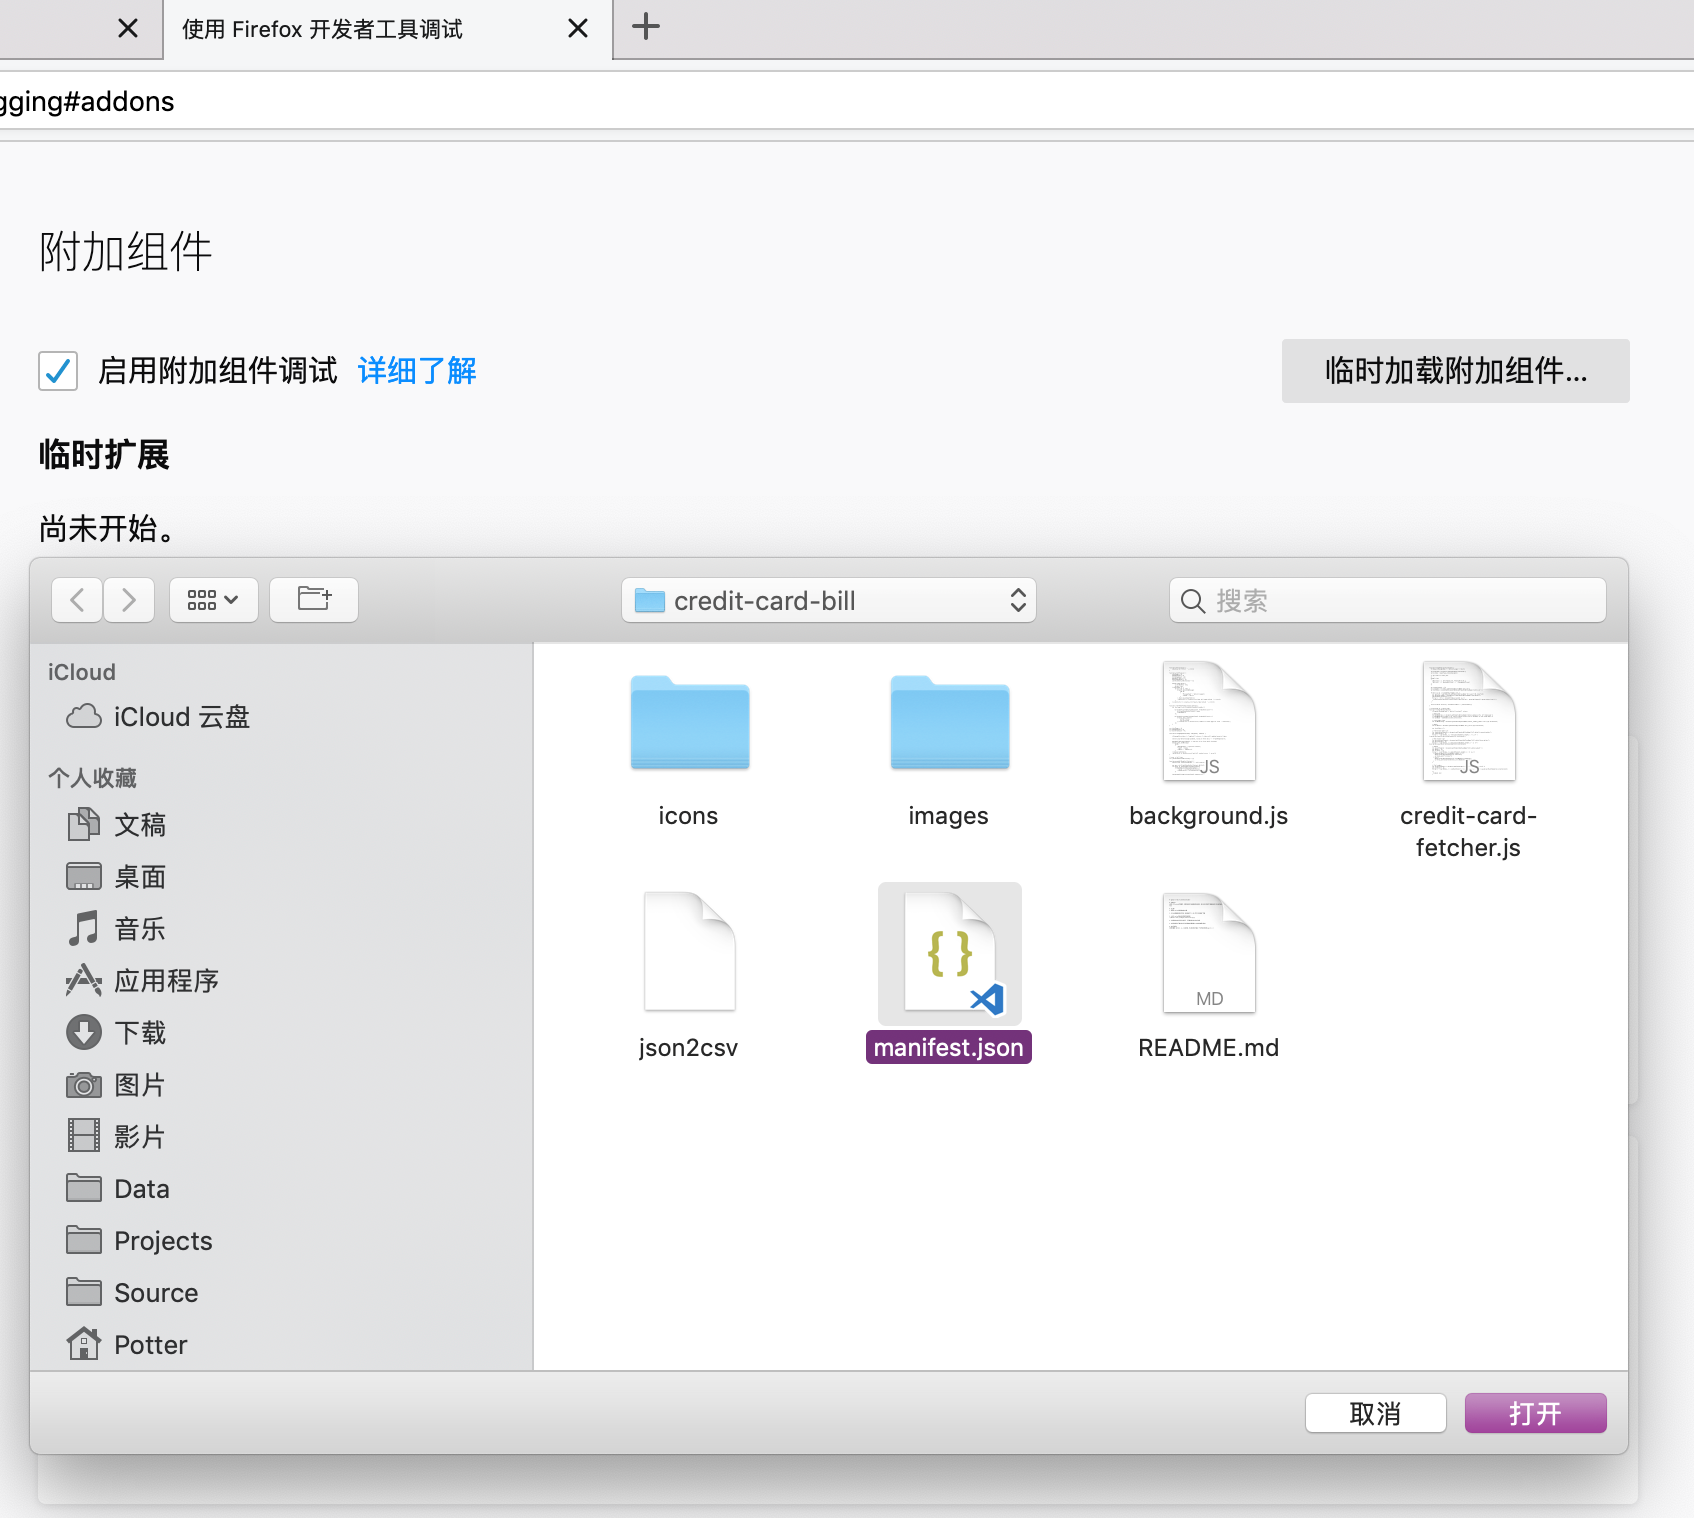 使用 Firefox 开发者工具调试
gging#addons
附加组件
启用附加组件调试 详细了解
临时加载附加组件...
临时扩展
尚未开始。
credit-card-bill
搜索
iCloud
iCloud 云盘
个人收藏
文稿
桌面
音乐
应用程序
下载
图片
影片
Data
Projects
Source
Potter
JS
JS
icons
images
background.js
credit-card-
fetcher.js
{ }
MD
json2csv
manifest.json
README.md
取消
打开